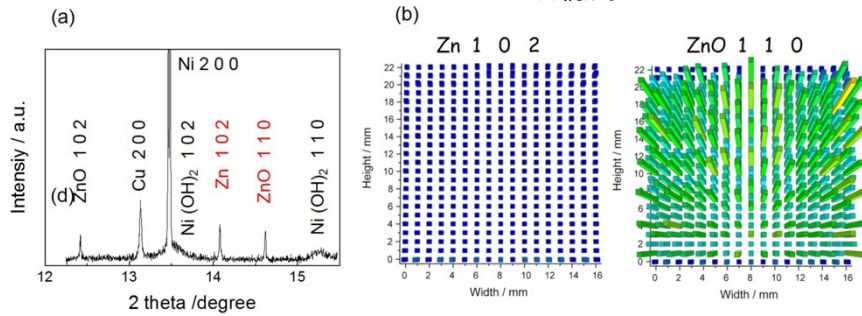 (a)
Intensiy / a.u.
(d)
ZnO 1 0 2
Cu 2 0 0
Ni 2 0 0
Ni (OH)2 1 0 2
Zn 1 0 2
ZnO 1 1 0
Ni (OH)2 1 1 0
12 13 14 15
2 theta /degree
(b)
Zn 1 0 2
Height / mm
22
20
18
16
14
12
10
8
6
4
2
0
0 2 4 6 8 10 12 14 16
Width / mm
ZnO 1 1 0
Height / mm
22
20
18
16
14
12
10
8
6
4
2
0
0 2 4 6 8 10 12 14 16
Width / mm